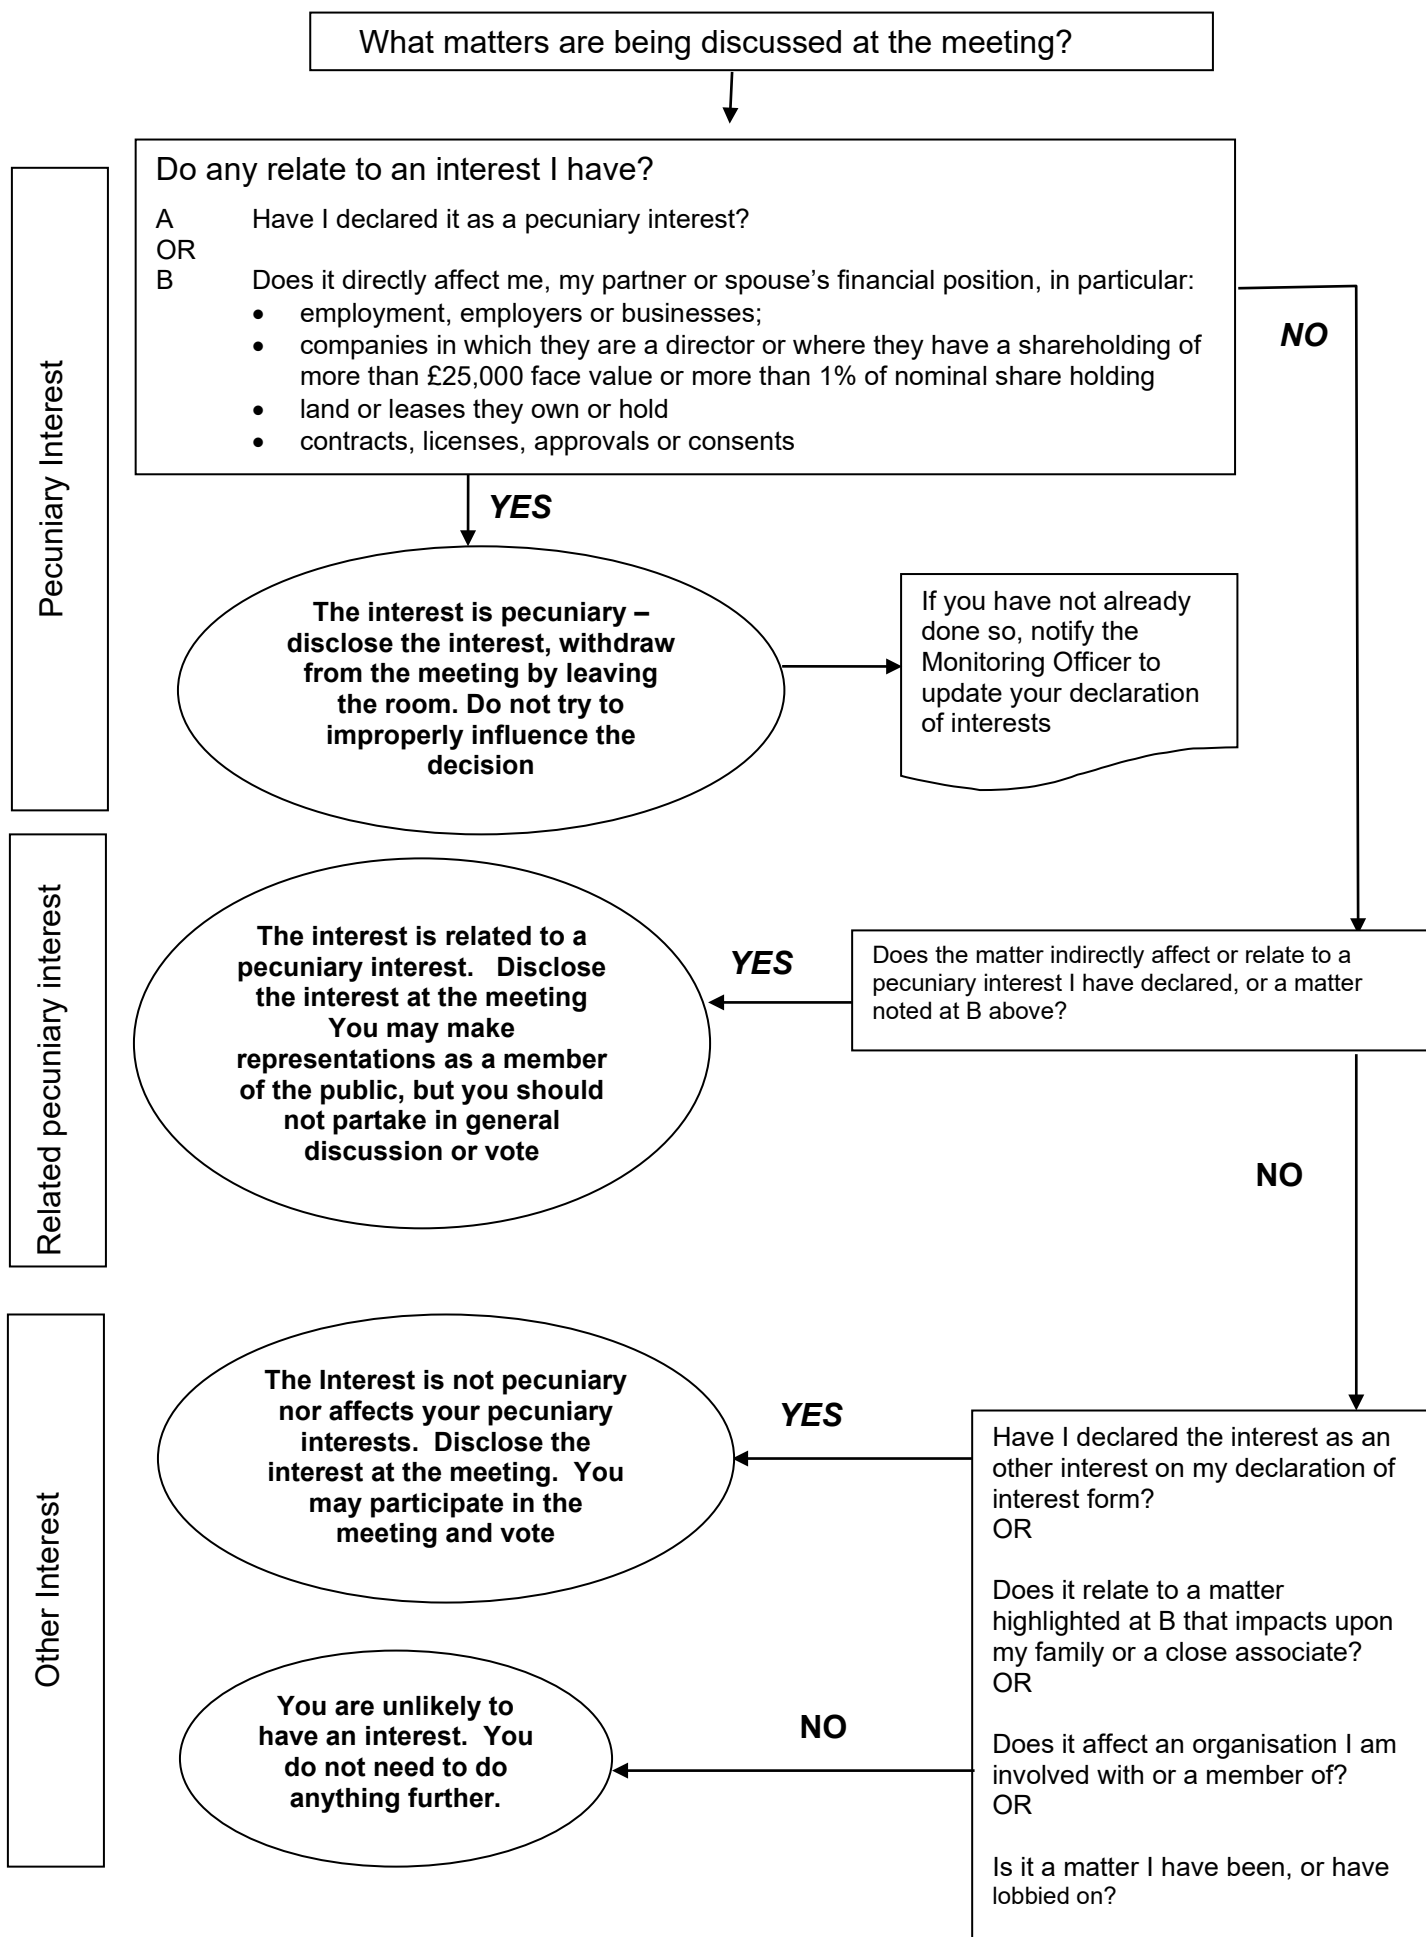 What matters are being discussed at the meeting?
Pecuniary Interest
Do any relate to an interest I have?
A Have I declared it as a pecuniary interest?
OR
B Does it directly affect me, my partner or spouse’s financial position, in particular:
• employment, employers or businesses;
• companies in which they are a director or where they have a shareholding of
more than £25,000 face value or more than 1% of nominal share holding
• land or leases they own or hold
• contracts, licenses, approvals or consents
NO
YES
The interest is pecuniary –
disclose the interest, withdraw
from the meeting by leaving
the room. Do not try to
improperly influence the
decision
If you have not already
done so, notify the
Monitoring Officer to
update your declaration
of interests
Related pecuniary interest
The interest is related to a
pecuniary interest. Disclose
the interest at the meeting
You may make
representations as a member
of the public, but you should
not partake in general
discussion or vote
YES
Does the matter indirectly affect or relate to a
pecuniary interest I have declared, or a matter
noted at B above?
NO
Other Interest
The Interest is not pecuniary
nor affects your pecuniary
interests. Disclose the
interest at the meeting. You
may participate in the
meeting and vote
YES
Have I declared the interest as an
other interest on my declaration of
interest form?
OR
Does it relate to a matter
highlighted at B that impacts upon
my family or a close associate?
OR
Does it affect an organisation I am
involved with or a member of?
OR
Is it a matter I have been, or have
lobbied on?
NO
You are unlikely to
have an interest. You
do not need to do
anything further.